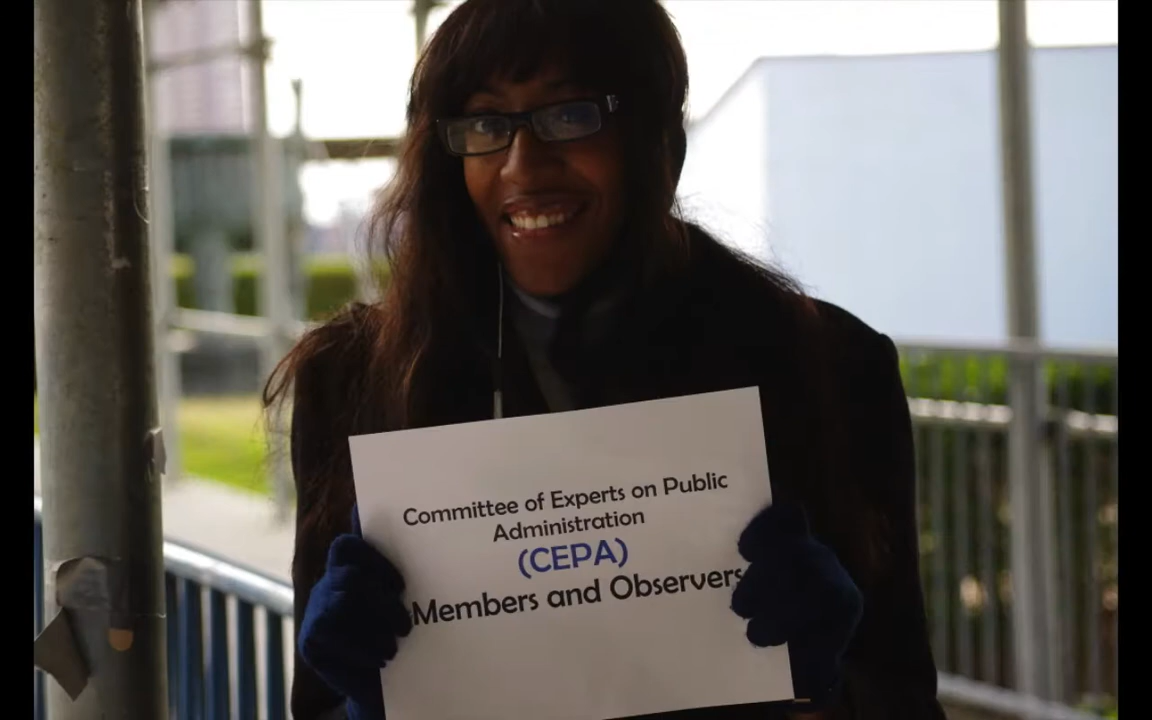 Committee of Experts on Public
Administration
(CEPA)
Members and Observers